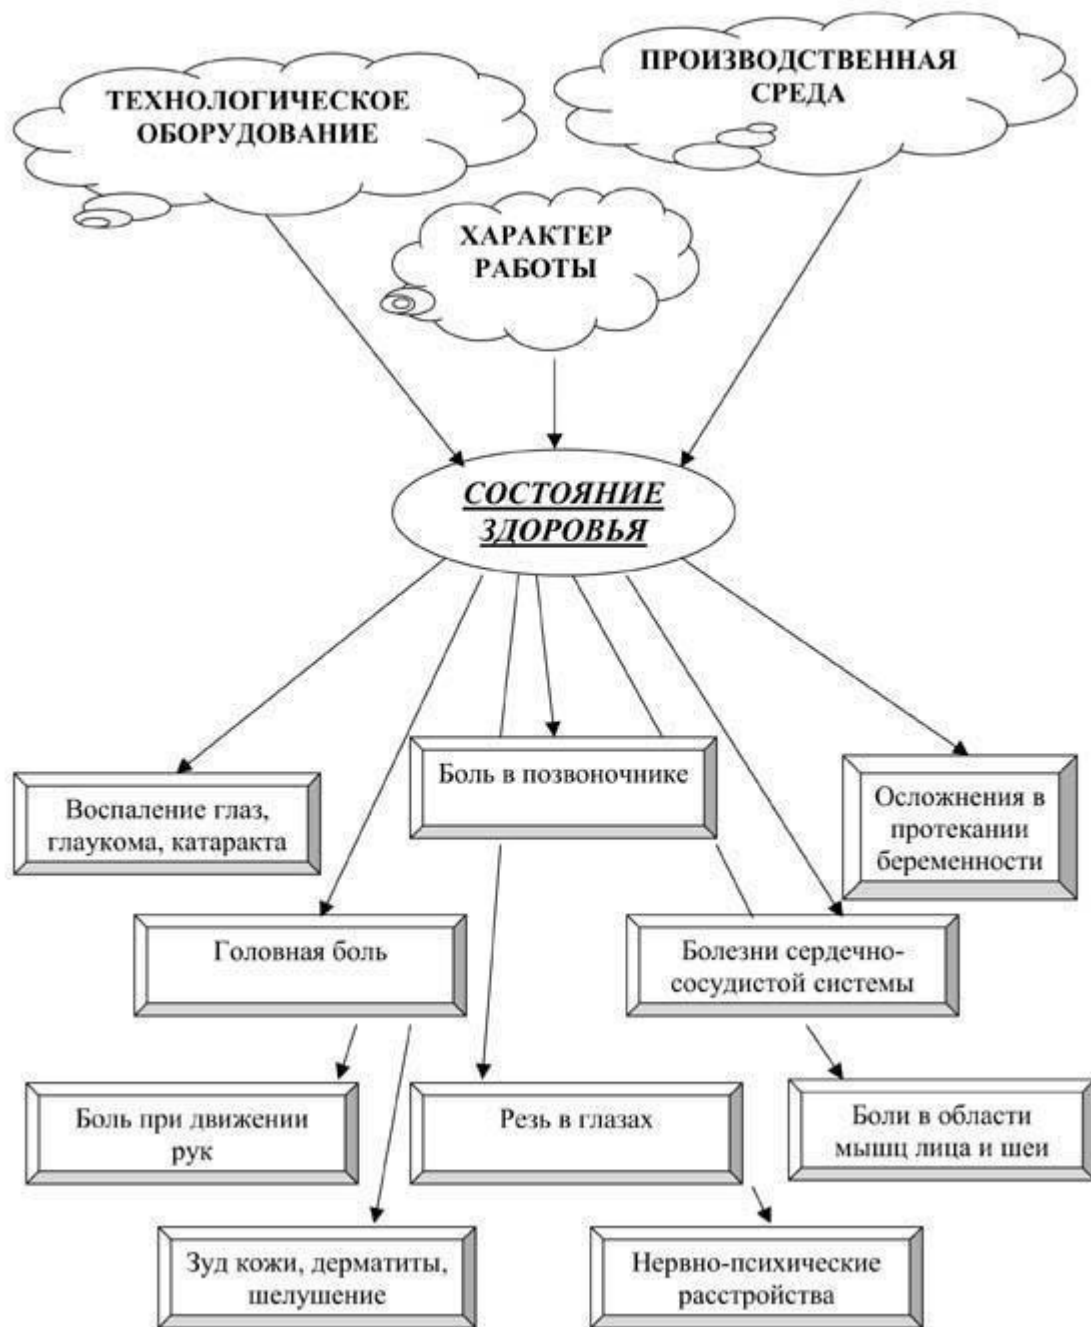 ТЕХНОЛОГИЧЕСКОЕ
ОБОРУДОВАНИЕ
ПРОИЗВОДСТВЕННАЯ
СРЕДА
ХАРАКТЕР
РАБОТЫ
СОСТОЯНИЕ
ЗДОРОВЬЯ
Воспаление глаз,
глаукома, катаракта
Боль в позвоночнике
Осложнения в
протекании
беременности
Головная боль
Болезни сердечно-
сосудистой системы
Боль при движении
рук
Резь в глазах
Боли в области
мышц лица и шеи
Зуд кожи, дерматиты,
шелушение
Нервно-психические
расстройства